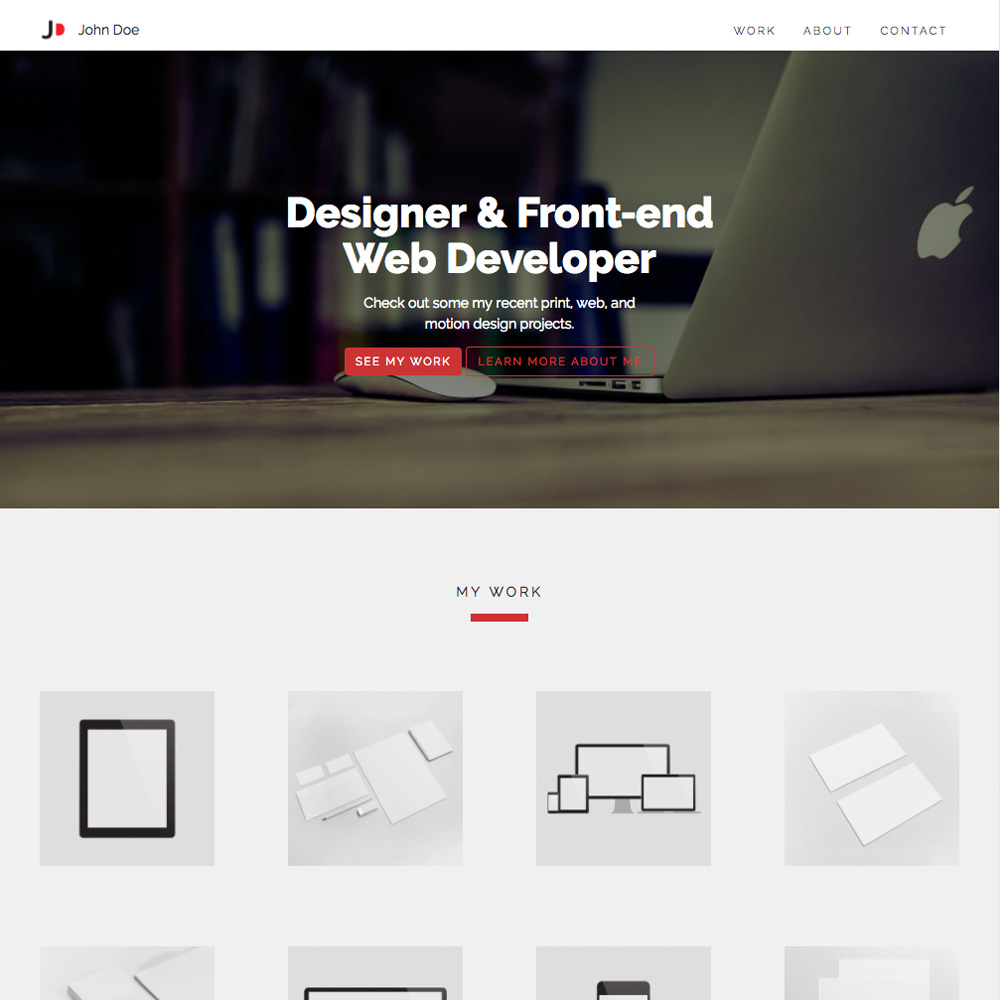 JD John Doe
WORK ABOUT CONTACT
Designer & Front-end
Web Developer
Check out some my recent print, web, and
motion design projects.
SEE MY WORK LEARN MORE ABOUT ME
MY WORK